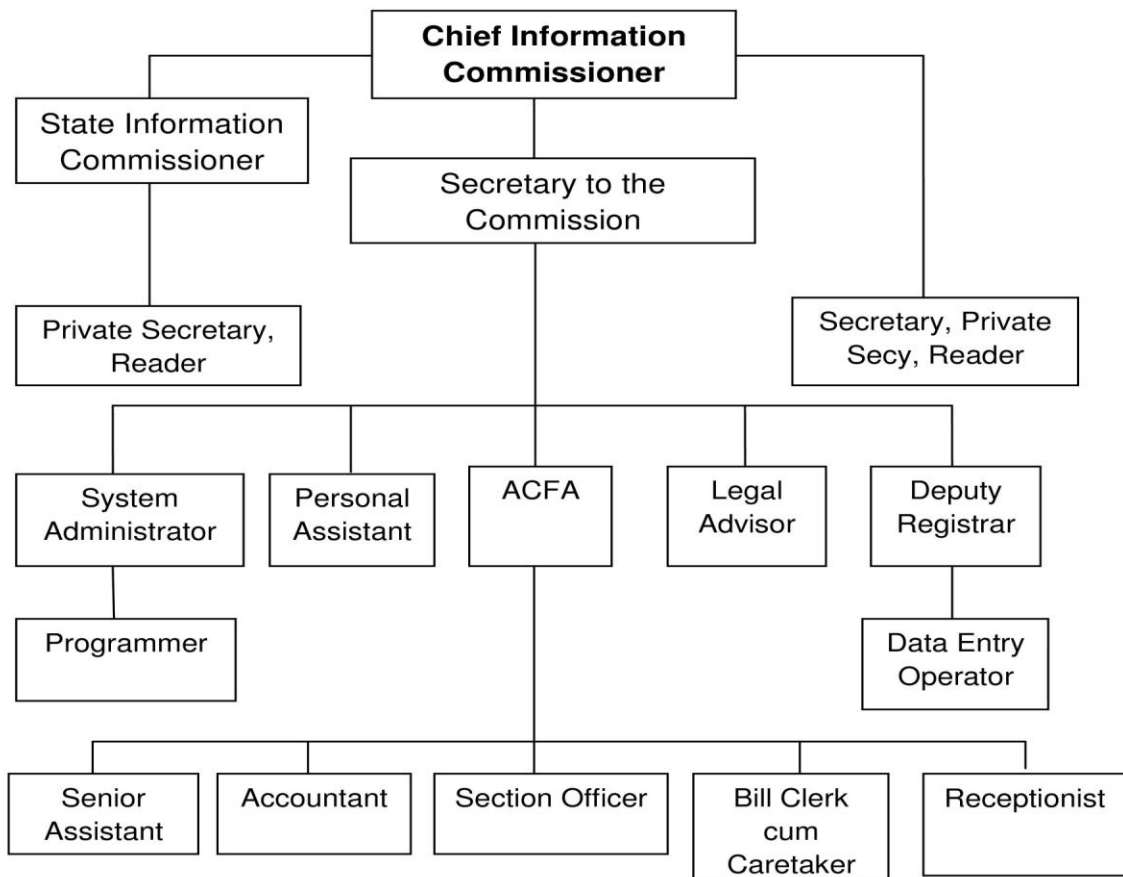 Chief Information
Commissioner
State Information
Commissioner
Secretary to the
Commission
Private Secretary,
Reader
Secretary, Private
Secy, Reader
System
Administrator
Personal
Assistant
ACFA
Legal
Advisor
Deputy
Registrar
Programmer
Data Entry
Operator
Senior
Assistant
Accountant
Section Officer
Bill Clerk
cum
Caretaker
Receptionist